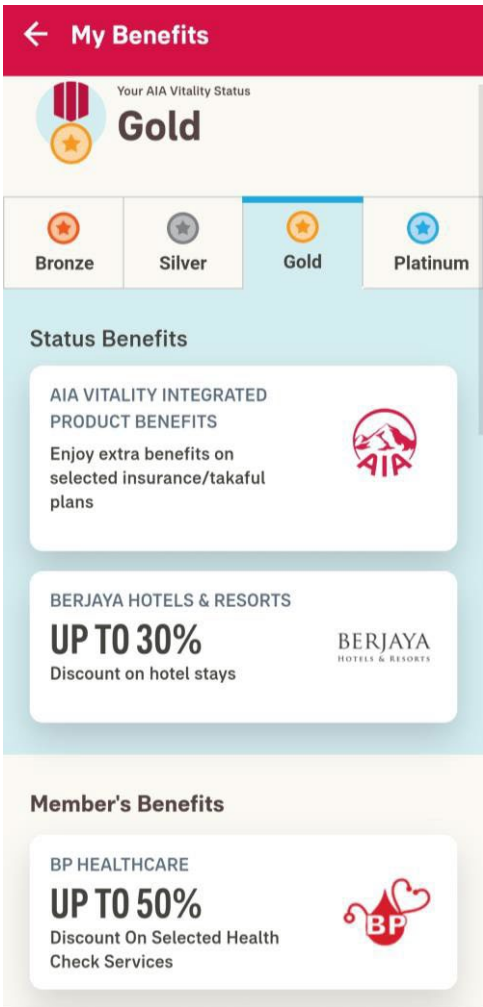 My Benefits
Your AIA Vitality Status
Gold
Bronze
Silver
Gold
Platinum
Status Benefits
AIA VITALITY INTEGRATED
PRODUCT BENEFITS
Enjoy extra benefits on
selected insurance/takaful
plans
AIA
BERJAYA HOTELS & RESORTS
UP TO 30%
Discount on hotel stays
BERJAYA
HOTELS & RESORTS
Member's Benefits
BP HEALTHCARE
UP TO 50%
Discount On Selected Health
Check Services
BP